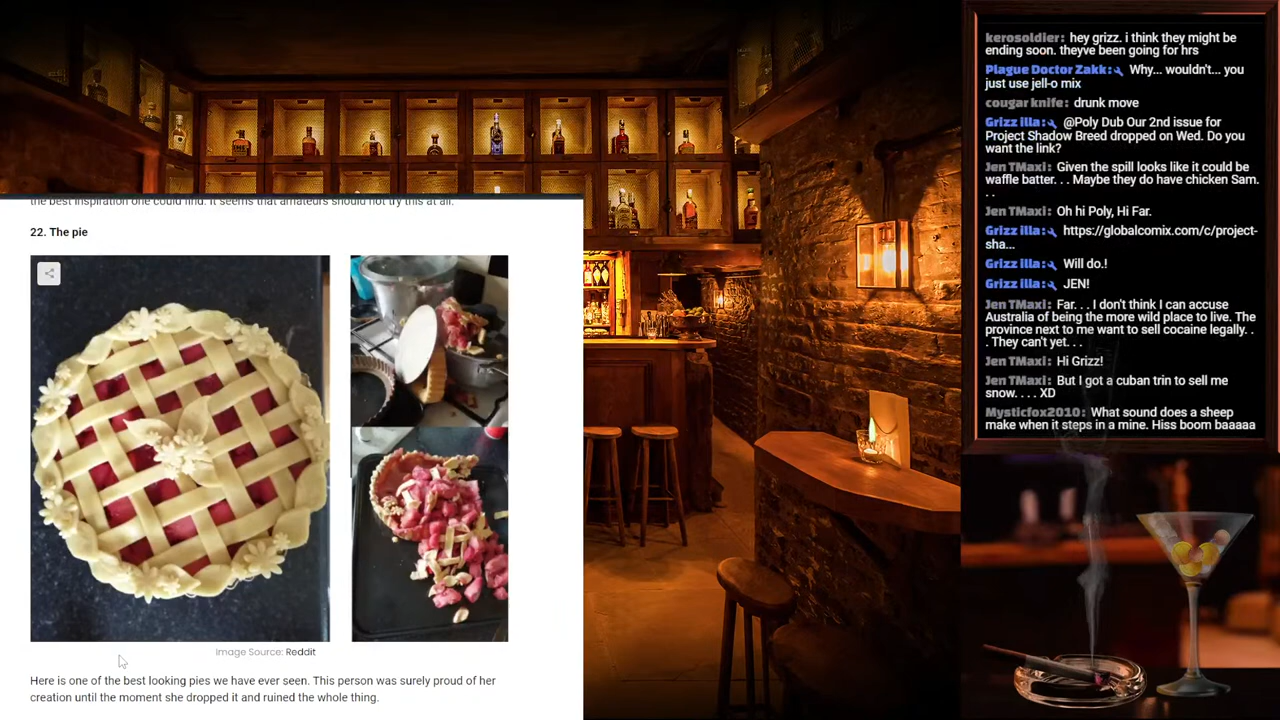 the best inspiration one could find. It seems that amateurs should not try this at all.
22. The pie
Image Source: Reddit
Here is one of the best looking pies we have ever seen. This person was surely proud of her
creation until the moment she dropped it and ruined the whole thing.
kerosoldier: hey grizz. i think they might be
ending soon. theyve been going for hrs
Plague Doctor Zakk: Why... wouldn't... you
just use jell-o mix
cougar knife: drunk move
Grizz illa: @Poly Dub Our 2nd issue for
Project Shadow Breed dropped on Wed. Do you
want the link?
Jen TMaxi: Given the spill looks like it could be
waffle batter. . . Maybe they do have chicken Sam.
. .
Jen TMaxi: Oh hi Poly, Hi Far.
Grizz illa: https://globalcomix.com/c/project-
sha...
Grizz illa: Will do.!
Grizz illa: JEN!
Jen TMaxi: Far. . . I don't think I can accuse
Australia of being the more wild place to live. The
province next to me want to sell cocaine legally. .
. They can't yet. . .
Jen TMaxi: Hi Grizz!
Jen TMaxi: But I got a cuban trin to sell me
snow. . . . XD
Mysticfox2010: What sound does a sheep
make when it steps in a mine. Hiss boom baaaaa